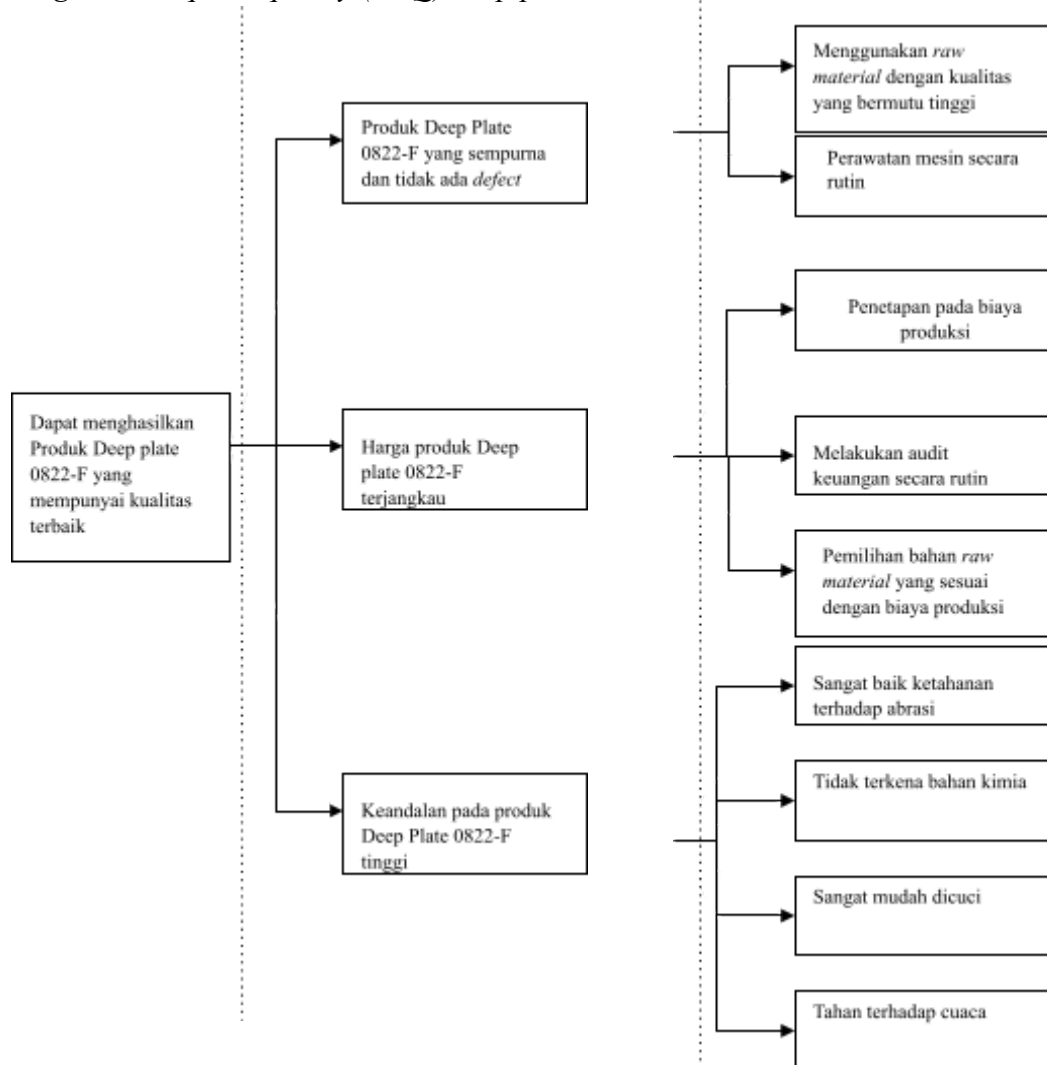 Menggunakan raw
material dengan kualitas
yang bermutu tinggi
Produk Deep Plate
0822-F yang sempurna
dan tidak ada defect
Perawatan mesin secara
rutin
Penetapan pada biaya
produksi
Dapat menghasilkan
Produk Deep plate
0822-F yang
mempunyai kualitas
terbaik
Harga produk Deep
plate 0822-F
terjangkau
Melakukan audit
keuangan secara rutin
Pemilihan bahan raw
material yang sesuai
dengan biaya produksi
Sangat baik ketahanan
terhadap abrasi
Keandalan pada produk
Deep Plate 0822-F
tinggi
Tidak terkena bahan kimia
Sangat mudah dicuci
Tahan terhadap cuaca